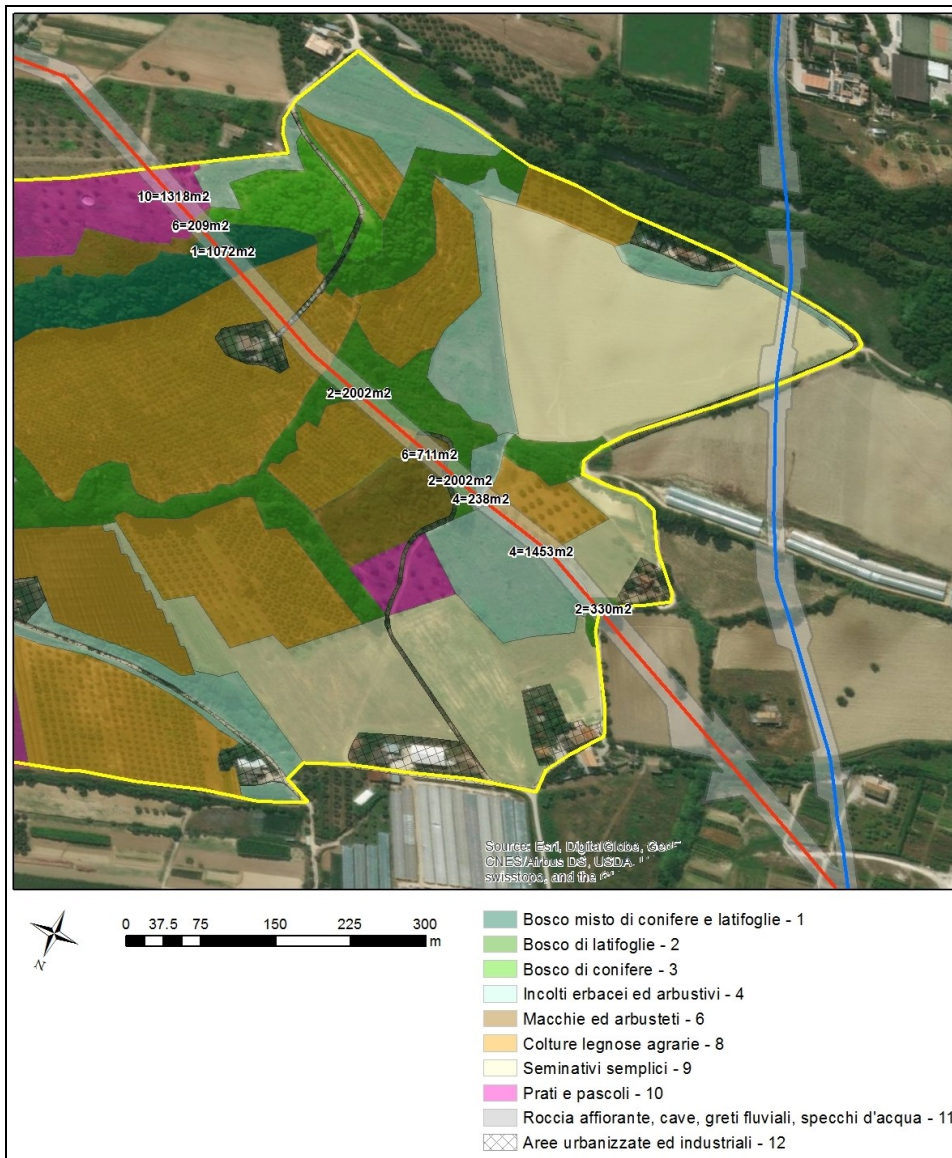 10=1318m2
6=209m2
1=1072m2
2=2002m2
6=711m2
2=2002m2
4=238m2
4=1453m2
2=330m2
Source: Esri, DigitalGlobe,
CNES/Airbus DS, USDA,
swisstopo, and the
N
0 37.5 75 150 225 300
m
Bosco misto di conifere e latifoglie - 1
Bosco di latifoglie - 2
Bosco di conifere - 3
Incolti erbacei ed arbustivi - 4
Macchie ed arbusteti - 6
Colture legnose agrarie - 8
Seminativi semplici - 9
Prati e pascoli - 10
Roccia affiorante, cave, greti fluviali, specchi d'acqua - 11
Aree urbanizzate ed industriali - 12